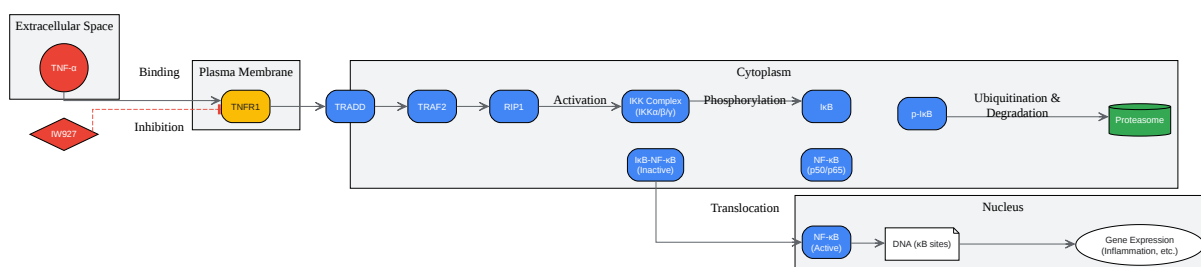 Extracellular Space
TNF-α
IW927
Binding
Inhibition
Plasma Membrane
TNFR1
Cytoplasm
TRADD
TRAF2
RIP1
Activation
IKK Complex
(IKKα/β/γ)
Phosphorylation
IκB
p-IκB
Ubiquitination &
Degradation
Proteasome
IκB-NF-κB
(Inactive)
NF-κB
(p50/p65)
Translocation
Nucleus
NF-κB
(Active)
DNA (κB sites)
Gene Expression
(Inflammation, etc.)